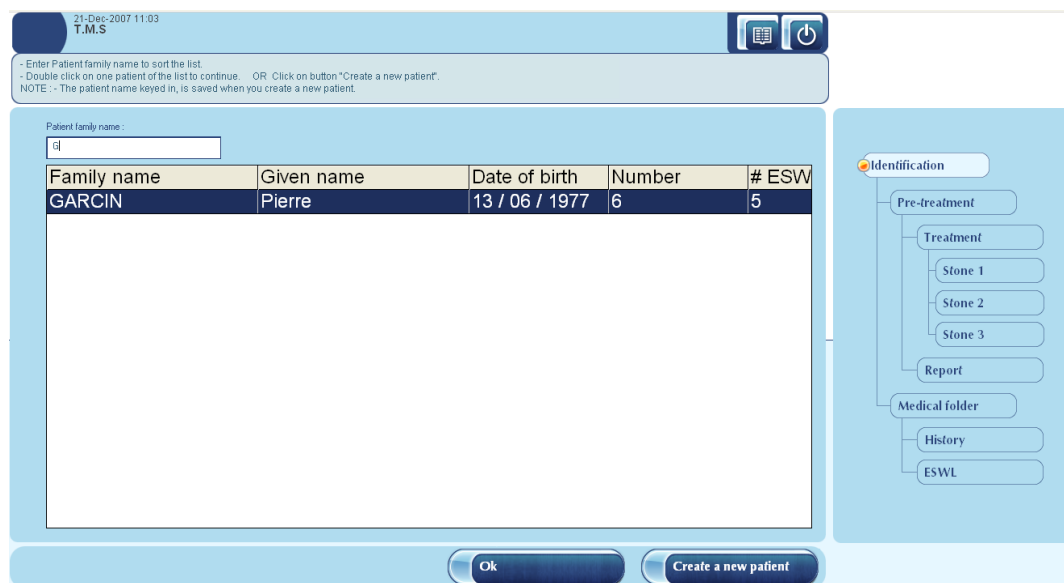 21-Dec-2007 11:03
T.M.S
- Enter Patient family name to sort the list.
- Double click on one patient of the list to continue. OR Click on button "Create a new patient".
NOTE : - The patient name keyed in, is saved when you create a new patient.
Patient family name :
G
Family name Given name Date of birth Number # ESW
GARCIN Pierre 13 / 06 / 1977 6 5
Identification
Pre-treatment
Treatment
Stone 1
Stone 2
Stone 3
Report
Medical folder
History
ESWL
Ok Create a new patient